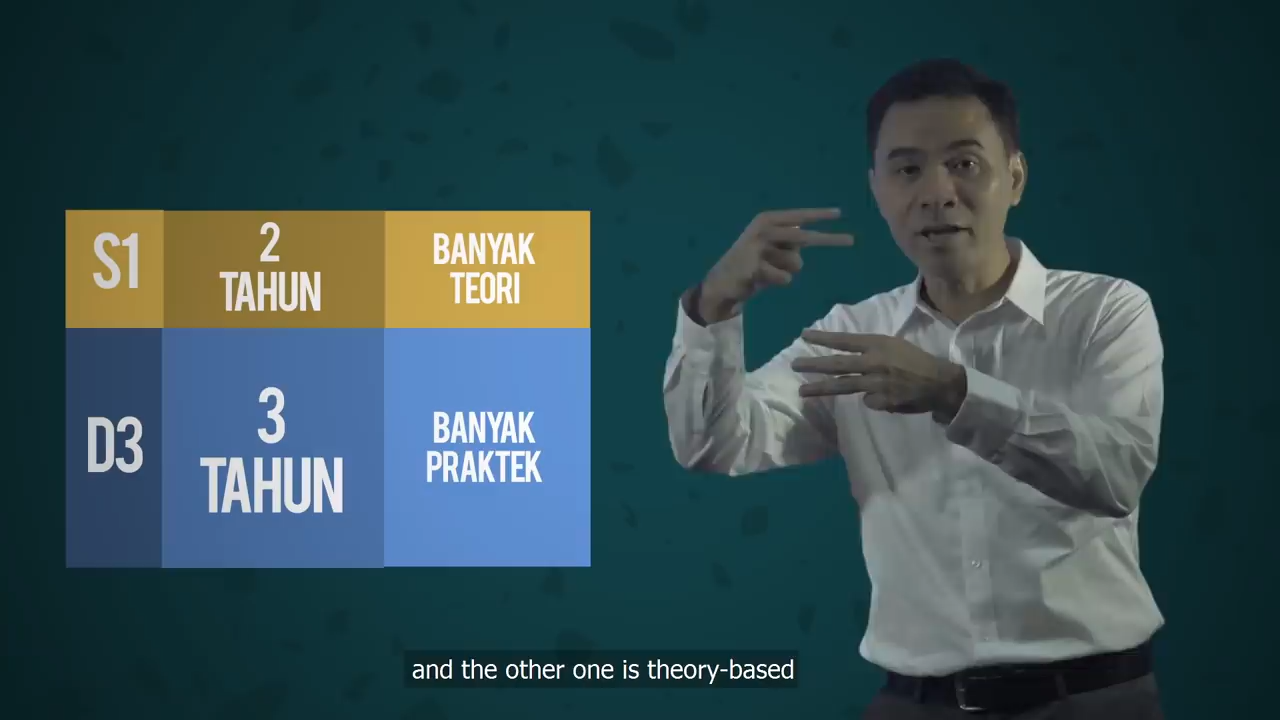 S1
2
TAHUN
BANYAK
TEORI
D3
3
TAHUN
BANYAK
PRAKTEK
and the other one is theory-based